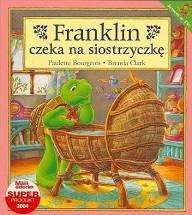 Franklin
czeka na siostrzyczkę
Paulette Bourgeois • Brenda Clark
SUPER
PRODUKT
2004